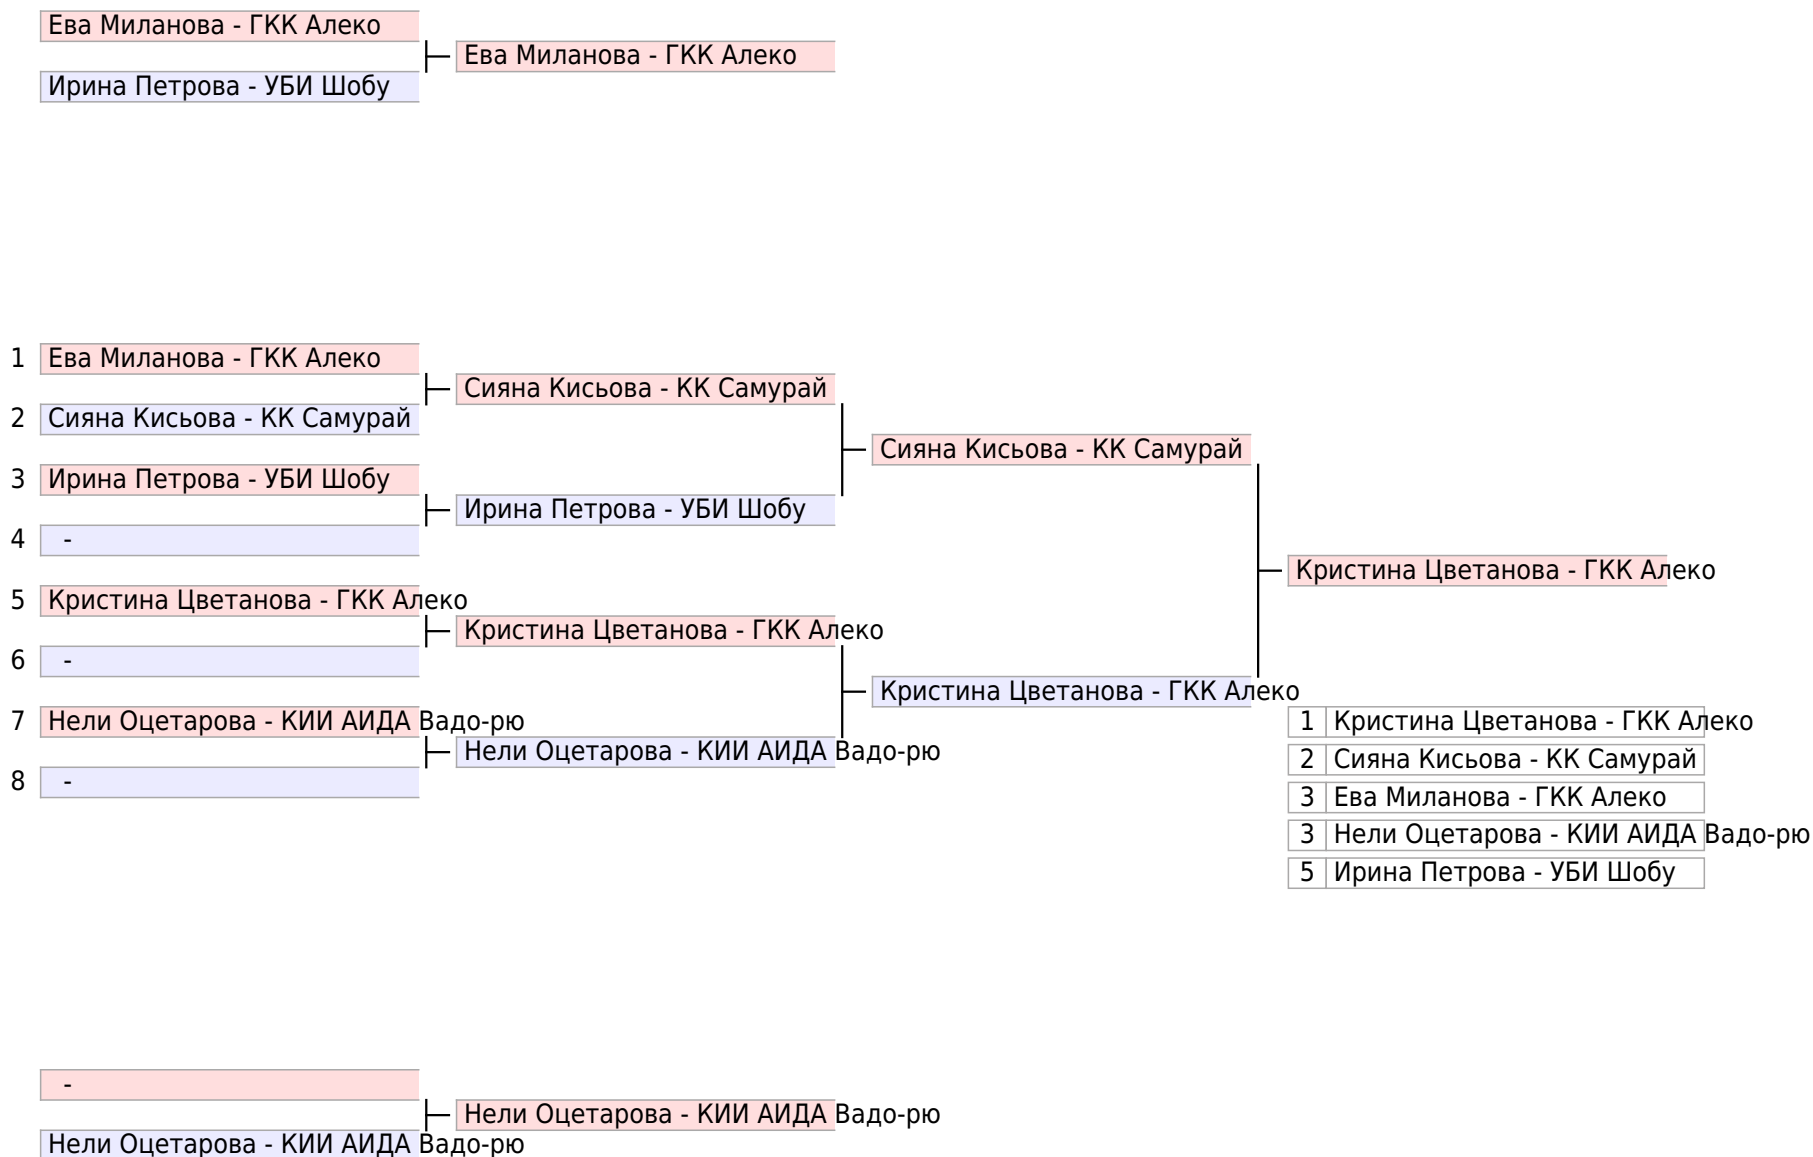 Ева Миланова - ГКК Алеко
Ева Миланова - ГКК Алеко
Ирина Петрова - УБИ Шобу
1 Ева Миланова - ГКК Алеко
Сияна Кисьова - КК Самурай
2 Сияна Кисьова - КК Самурай
Сияна Кисьова - КК Самурай
3 Ирина Петрова - УБИ Шобу
Ирина Петрова - УБИ Шобу
4 -
Кристина Цветанова - ГКК Алеко
5 Кристина Цветанова - ГКК Алеко
Кристина Цветанова - ГКК Алеко
6 -
Кристина Цветанова - ГКК Алеко
7 Нели Оцетарова - КИИ АИДА Вадо-рю
1 Кристина Цветанова - ГКК Алеко
Нели Оцетарова - КИИ АИДА Вадо-рю
2 Сияна Кисьова - КК Самурай
8 -
3 Ева Миланова - ГКК Алеко
3 Нели Оцетарова - КИИ АИДА Вадо-рю
5 Ирина Петрова - УБИ Шобу
-
Нели Оцетарова - КИИ АИДА Вадо-рю
Нели Оцетарова - КИИ АИДА Вадо-рю